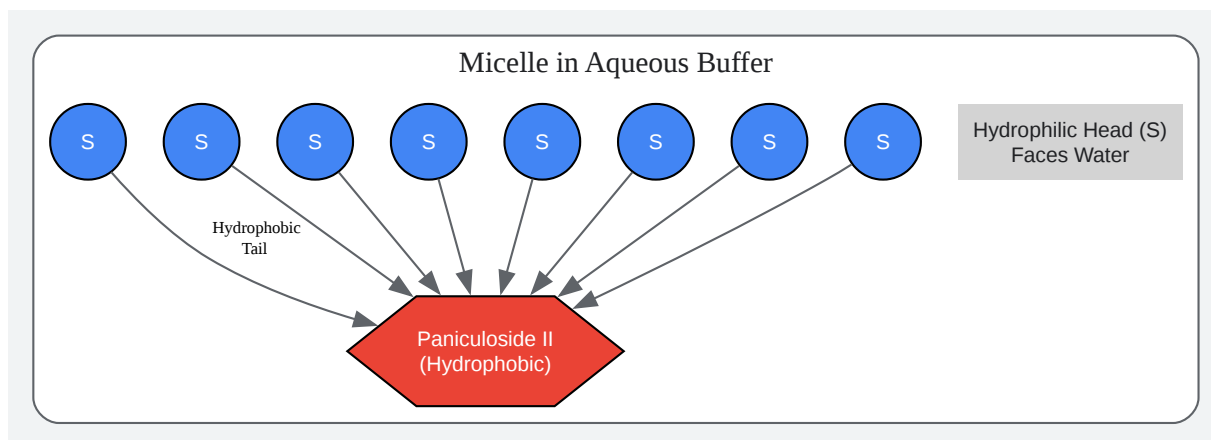 Micelle in Aqueous Buffer
S S S S S S S S
Hydrophilic Head (S)
Faces Water
Hydrophobic
Tail
Paniculoside II
(Hydrophobic)